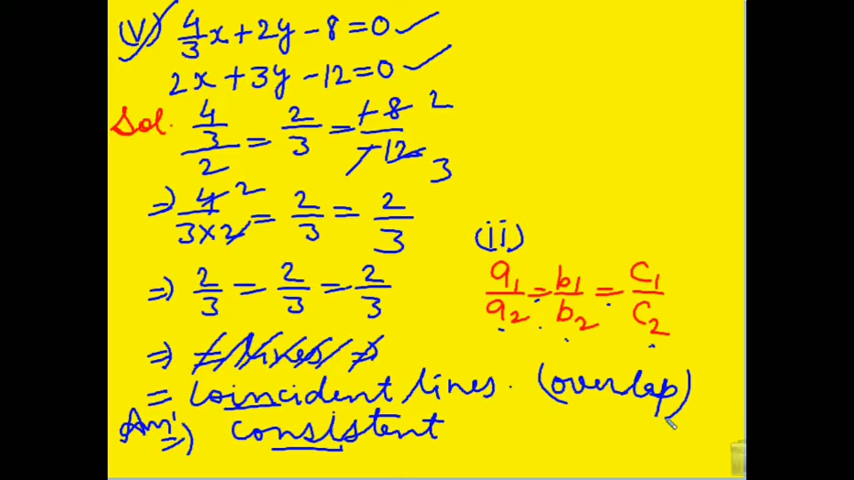 (v) 4/3 x + 2y - 8 = 0 ✓
2x + 3y - 12 = 0 ✓
Sol. 4/3 / 2 = 2/3 = -8 2 / -12 3
⇒ 4 2 / 3×2 = 2/3 = 2/3
(ii)
⇒ 2/3 = 2/3 = 2/3
a1/a2 = b1/b2 = c1/c2
= Coincident lines. (overlap)
Ans ⇒ consistent